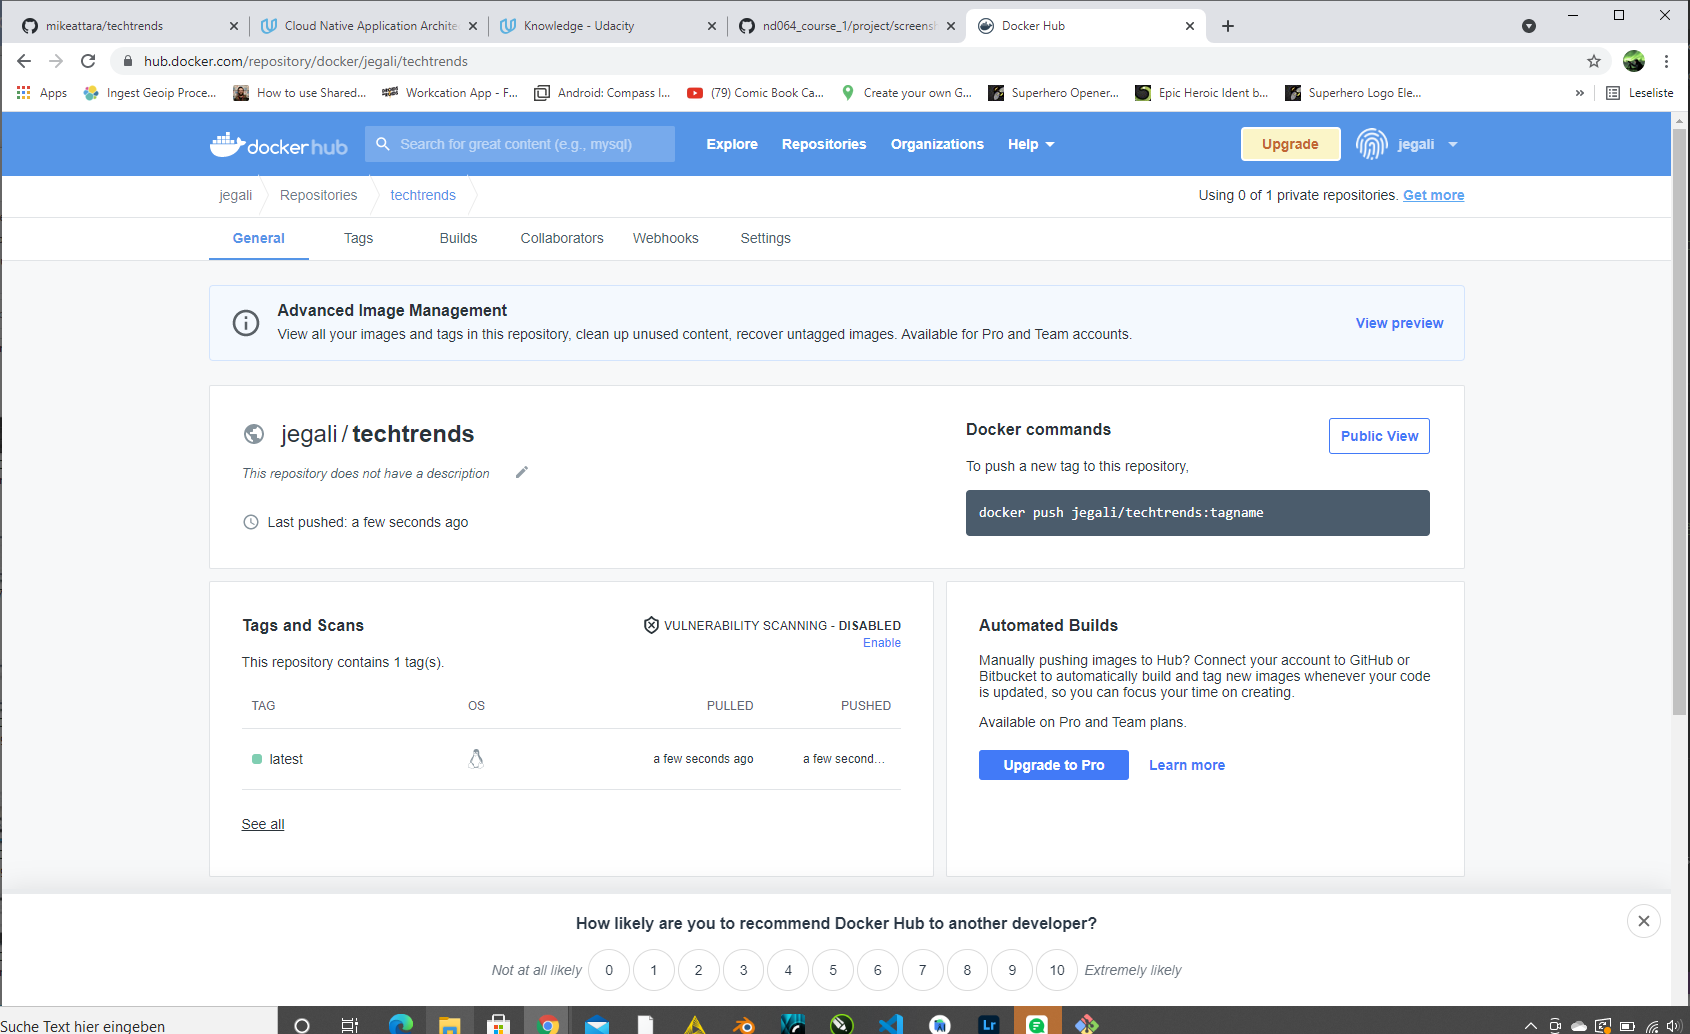 mikeattara/techtrends
Cloud Native Application Archite
Knowledge - Udacity
nd064_course_1/project/screensh
Docker Hub
hub.docker.com/repository/docker/jegali/techtrends
Apps
Ingest Geoip Proce...
How to use Shared...
Workcation App - F...
Android: Compass I...
(79) Comic Book Ca...
Create your own G...
Superhero Opener...
Epic Heroic Ident b...
Superhero Logo Ele...
»
Leseliste
dockerhub
Search for great content (e.g., mysql)
Explore
Repositories
Organizations
Help
Upgrade
jegali
jegali
Repositories
techtrends
Using 0 of 1 private repositories. Get more
General
Tags
Builds
Collaborators
Webhooks
Settings
Advanced Image Management
View all your images and tags in this repository, clean up unused content, recover untagged images. Available for Pro and Team accounts.
View preview
jegali / techtrends
This repository does not have a description
Last pushed: a few seconds ago
Docker commands
Public View
To push a new tag to this repository,
docker push jegali/techtrends:tagname
Tags and Scans
VULNERABILITY SCANNING - DISABLED
Enable
This repository contains 1 tag(s).
TAG
OS
PULLED
PUSHED
latest
a few seconds ago
a few second...
See all
Automated Builds
Manually pushing images to Hub? Connect your account to GitHub or
Bitbucket to automatically build and tag new images whenever your code
is updated, so you can focus your time on creating.
Available on Pro and Team plans.
Upgrade to Pro
Learn more
How likely are you to recommend Docker Hub to another developer?
Not at all likely
0
1
2
3
4
5
6
7
8
9
10
Extremely likely
Suche Text hier eingeben
Lr